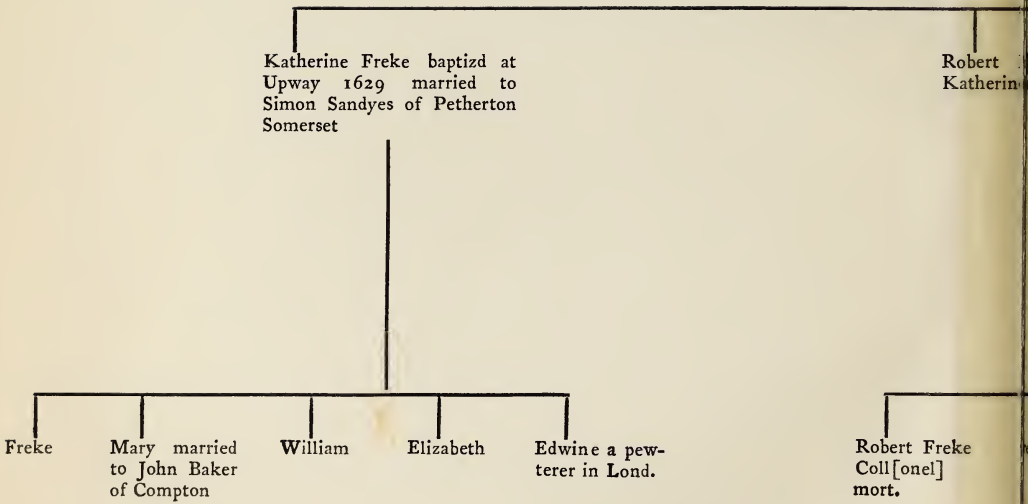 Katherine Freke baptizd at
Upway 1629 married to
Simon Sandyes of Petherton
Somerset
Robert
Katherin
Freke
Mary married
to John Baker
of Compton
William
Elizabeth
Edwine a pew-
terer in Lond.
Robert Freke
Coll[onel]
mort.